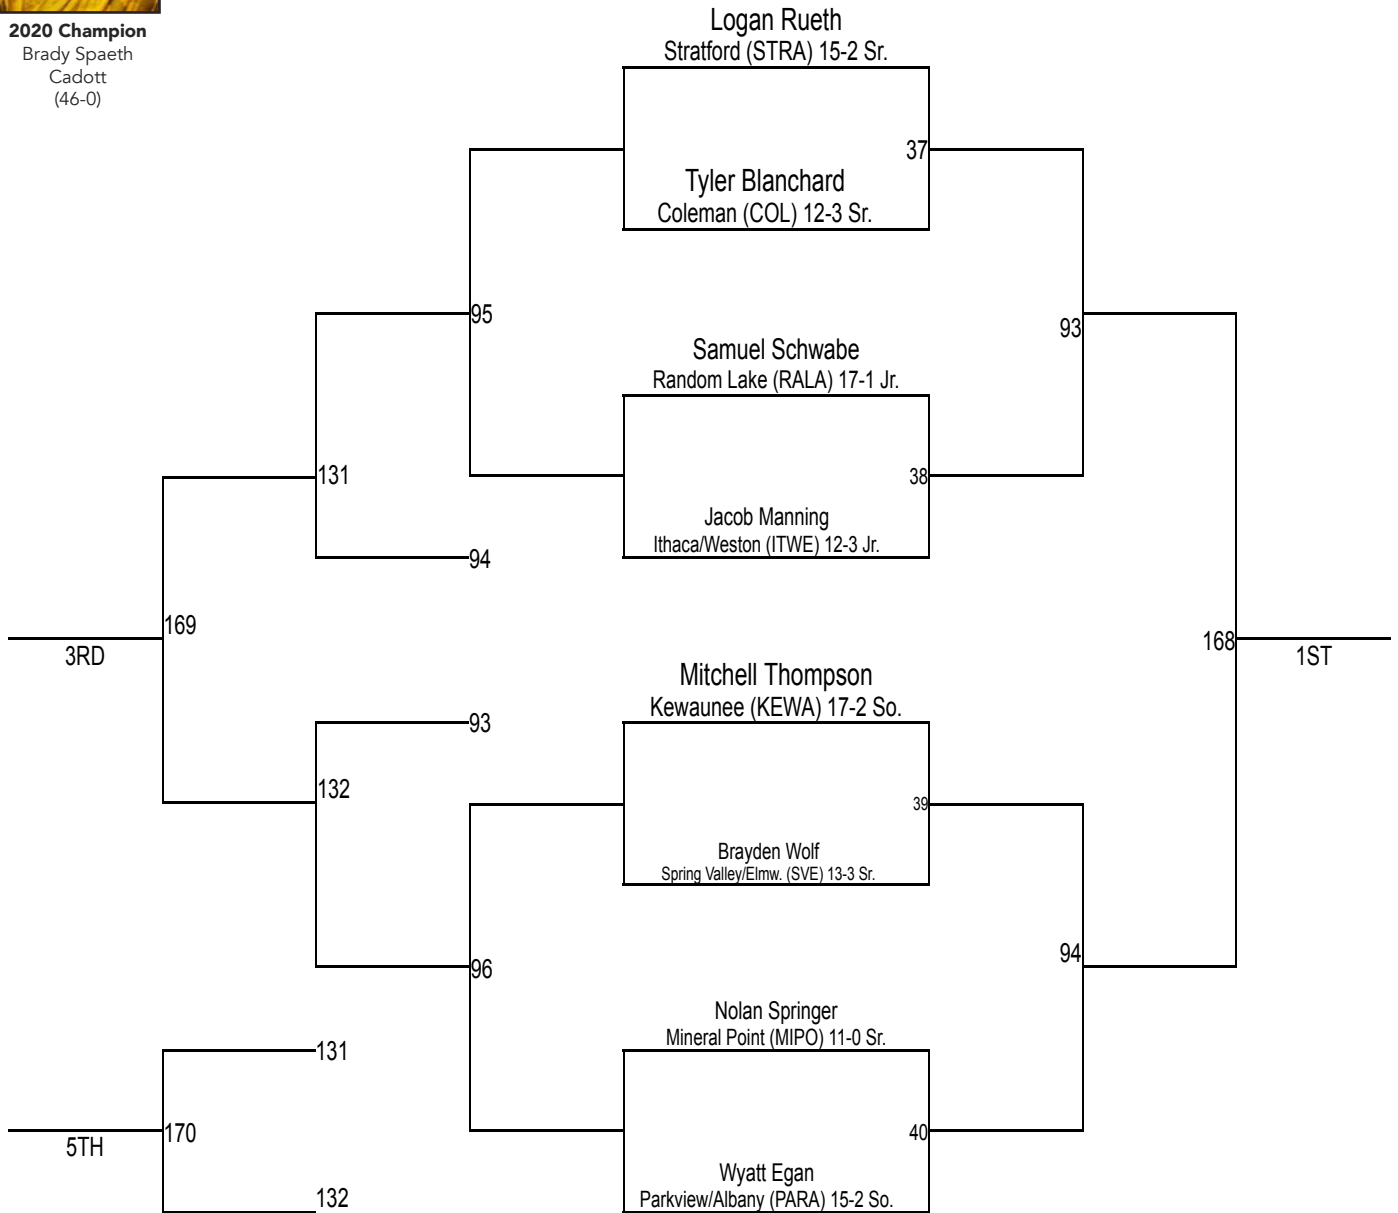 2020 Champion
Brady Spaeth
Cadott
(46-0)
Logan Rueth
Stratford (STRA) 15-2 Sr.
37
Tyler Blanchard
Coleman (COL) 12-3 Sr.
95
93
Samuel Schwabe
Random Lake (RALA) 17-1 Jr.
131
38
Jacob Manning
Ithaca/Weston (ITWE) 12-3 Jr.
94
169
3RD
168
1ST
Mitchell Thompson
Kewaunee (KEWA) 17-2 So.
93
132
39
Brayden Wolf
Spring Valley/Elmw. (SVE) 13-3 Sr.
96
94
Nolan Springer
Mineral Point (MIPO) 11-0 Sr.
131
170
5TH
40
Wyatt Egan
Parkview/Albany (PARA) 15-2 So.
132